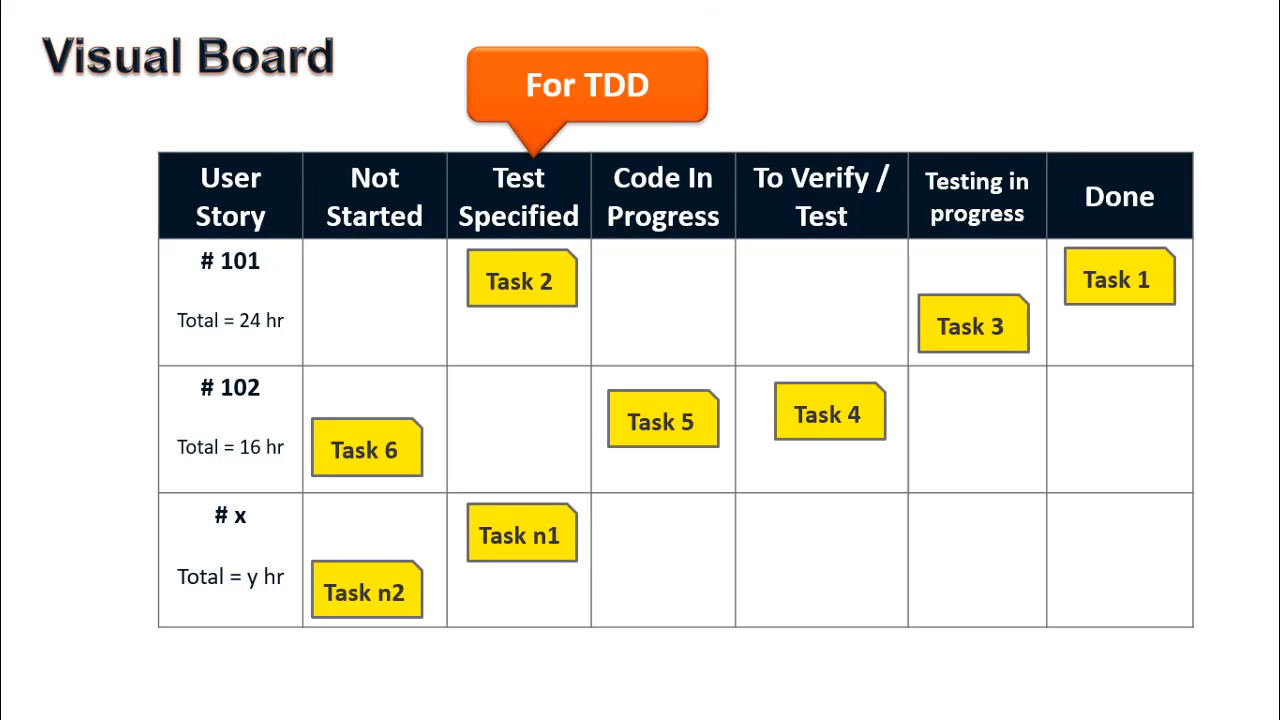 Visual Board
For TDD
User
Story
Not
Started
Test
Specified
Code In
Progress
To Verify /
Test
Testing in
progress
Done
# 101
Total = 24 hr
Task 2
Task 3
Task 1
# 102
Total = 16 hr
Task 6
Task 5
Task 4
# x
Total = y hr
Task n2
Task n1